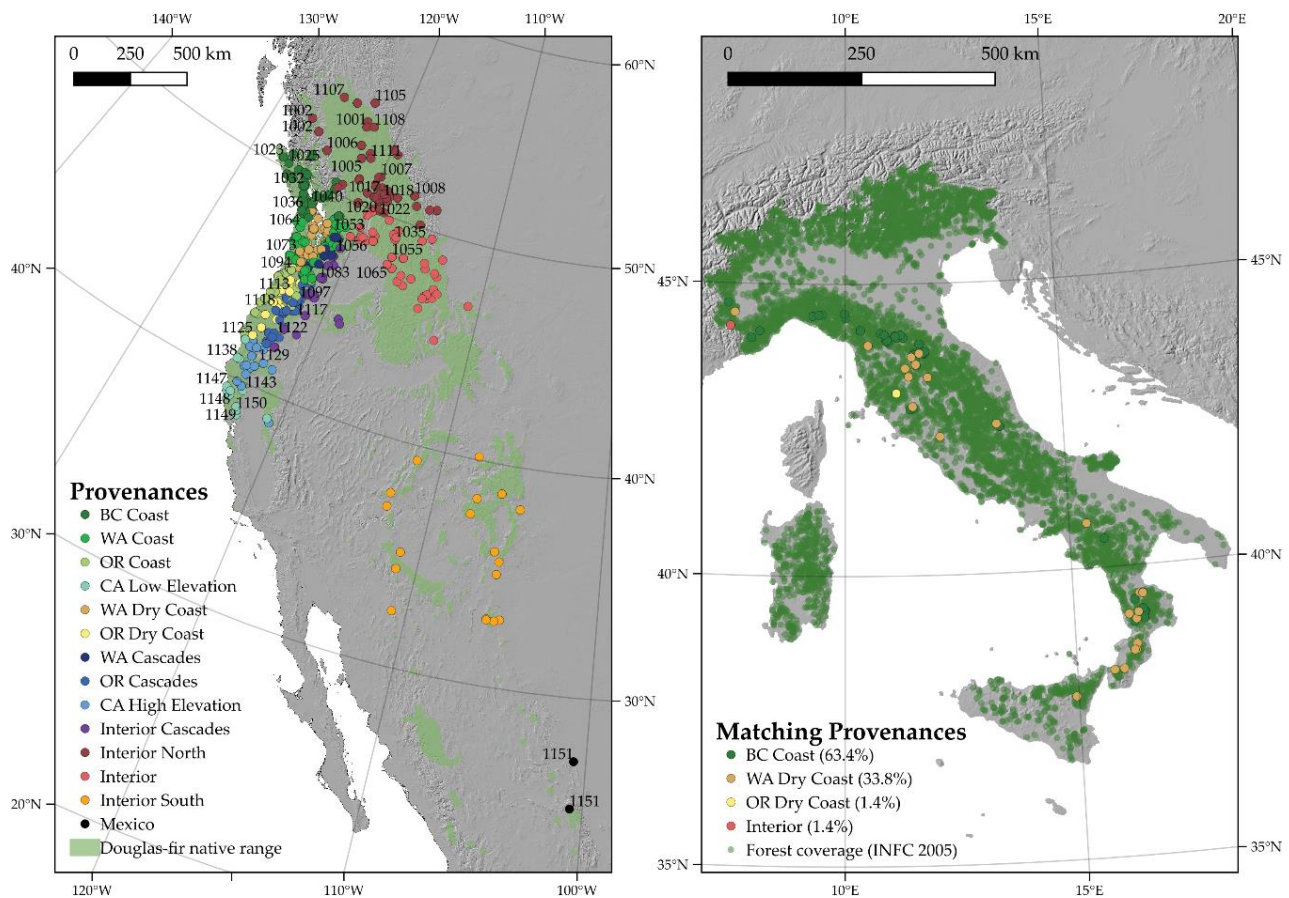 140°W 130°W 120°W 110°W
0 250 500 km
60°N
1107 1105
1002 1001 1108
1002
1023 1025 1006 1111
1005 1007
1032 1017 1018 1008
1036 1040 1020 1022
1064 1053 1035
1073 1056 1055
1094 1083 1065
40°N 50°N
1113 1097
1118 1117
1125 1122
1138 1129
1147 1143
1148 1150
1149
40°N
Provenances
BC Coast
WA Coast
30°N
OR Coast
CA Low Elevation
WA Dry Coast
OR Dry Coast
WA Cascades
OR Cascades
CA High Elevation
30°N
Interior Cascades
Interior North
1151
Interior
Interior South
1151
20°N
Mexico
Douglas-fir native range
120°W 110°W 100°W
10°E 15°E 20°E
0 250 500 km
45°N 45°N
40°N 40°N
Matching Provenances
BC Coast (63.4%)
WA Dry Coast (33.8%)
OR Dry Coast (1.4%)
Interior (1.4%)
Forest coverage (INFC 2005)
35°N 35°N
10°E 15°E